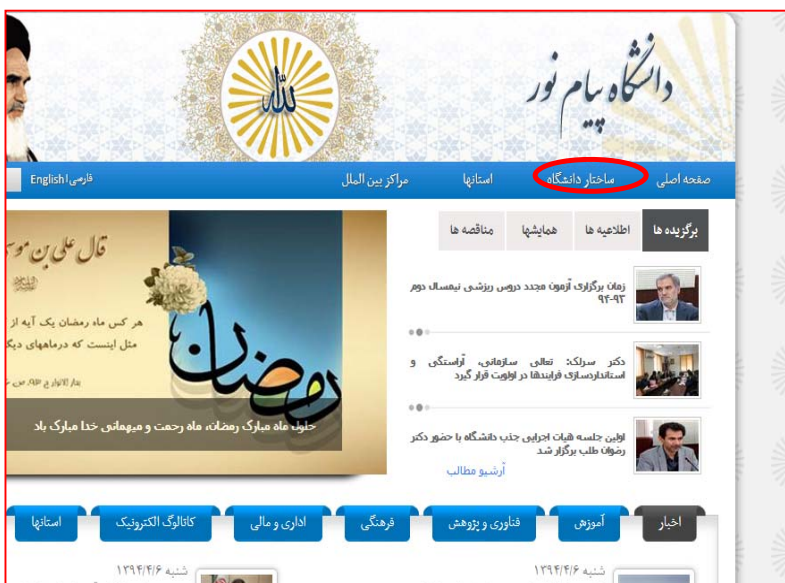 دانشگاه پیام نور
الله
صفحه اصلی
ساختار دانشگاه
استانها
مراکز بین الملل
فارسی | English
برگزیده ها
اطلاعیه ها
همایشها
مناقصه ها
زمان برگزاری آزمون مجدد دروس ریزشی نیمسال دوم
۹۴-۹۳
دکتر سرلک: تعالی سازمانی، آراستگی و
استانداردسازی فرایندها در اولویت قرار گیرد
اولین جلسه هیات اجرایی جذب دانشگاه با حضور دکتر
رضوان طلب برگزار شد
آرشیو مطالب
قال علی بن موسی
هر کس ماه رمضان یک آیه از
مثل اینست که درماههای دیگ
رمضان
حلول ماه مبارک رمضان، ماه رحمت و میهمانی خدا مبارک باد
اخبار
آموزش
فناوری و پژوهش
فرهنگی
اداری و مالی
کاتالوگ الکترونیک
استانها
شنبه ۱۳۹۴/۴/۶
شنبه ۱۳۹۴/۴/۶